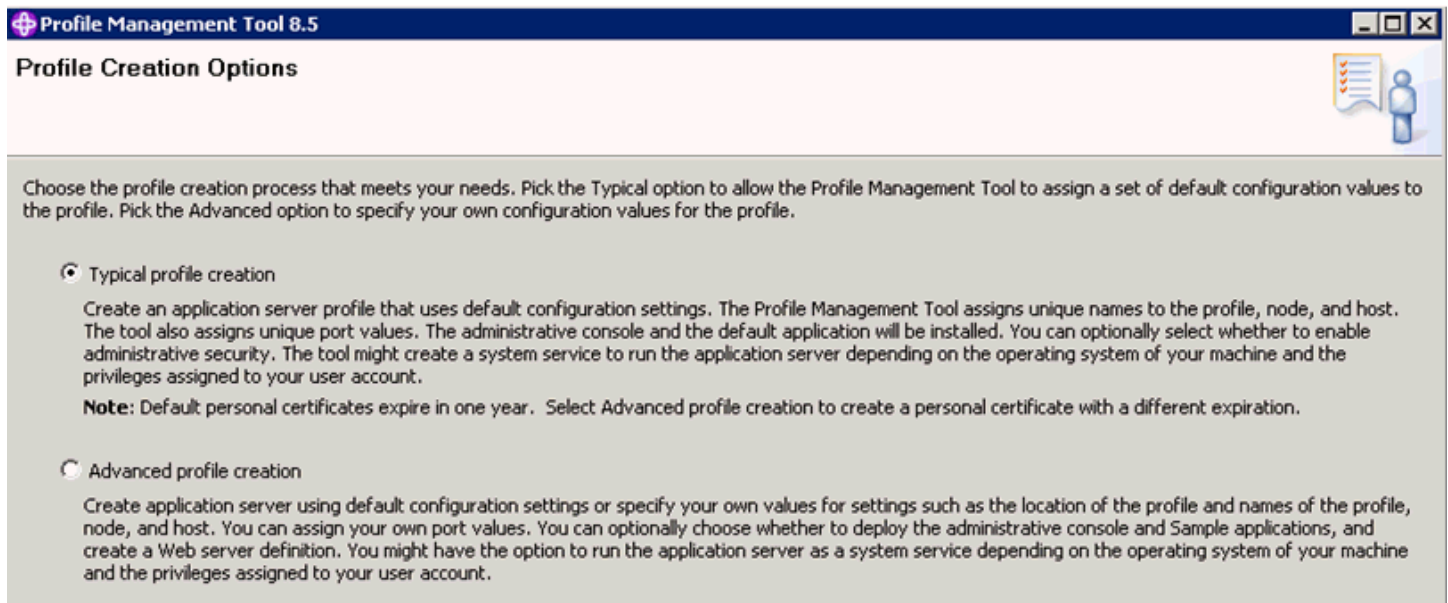 Profile Management Tool 8.5
Profile Creation Options
Choose the profile creation process that meets your needs. Pick the Typical option to allow the Profile Management Tool to assign a set of default configuration values to
the profile. Pick the Advanced option to specify your own configuration values for the profile.
Typical profile creation
Create an application server profile that uses default configuration settings. The Profile Management Tool assigns unique names to the profile, node, and host.
The tool also assigns unique port values. The administrative console and the default application will be installed. You can optionally select whether to enable
administrative security. The tool might create a system service to run the application server depending on the operating system of your machine and the
privileges assigned to your user account.
Note: Default personal certificates expire in one year. Select Advanced profile creation to create a personal certificate with a different expiration.
Advanced profile creation
Create application server using default configuration settings or specify your own values for settings such as the location of the profile and names of the profile,
node, and host. You can assign your own port values. You can optionally choose whether to deploy the administrative console and Sample applications, and
create a Web server definition. You might have the option to run the application server as a system service depending on the operating system of your machine
and the privileges assigned to your user account.